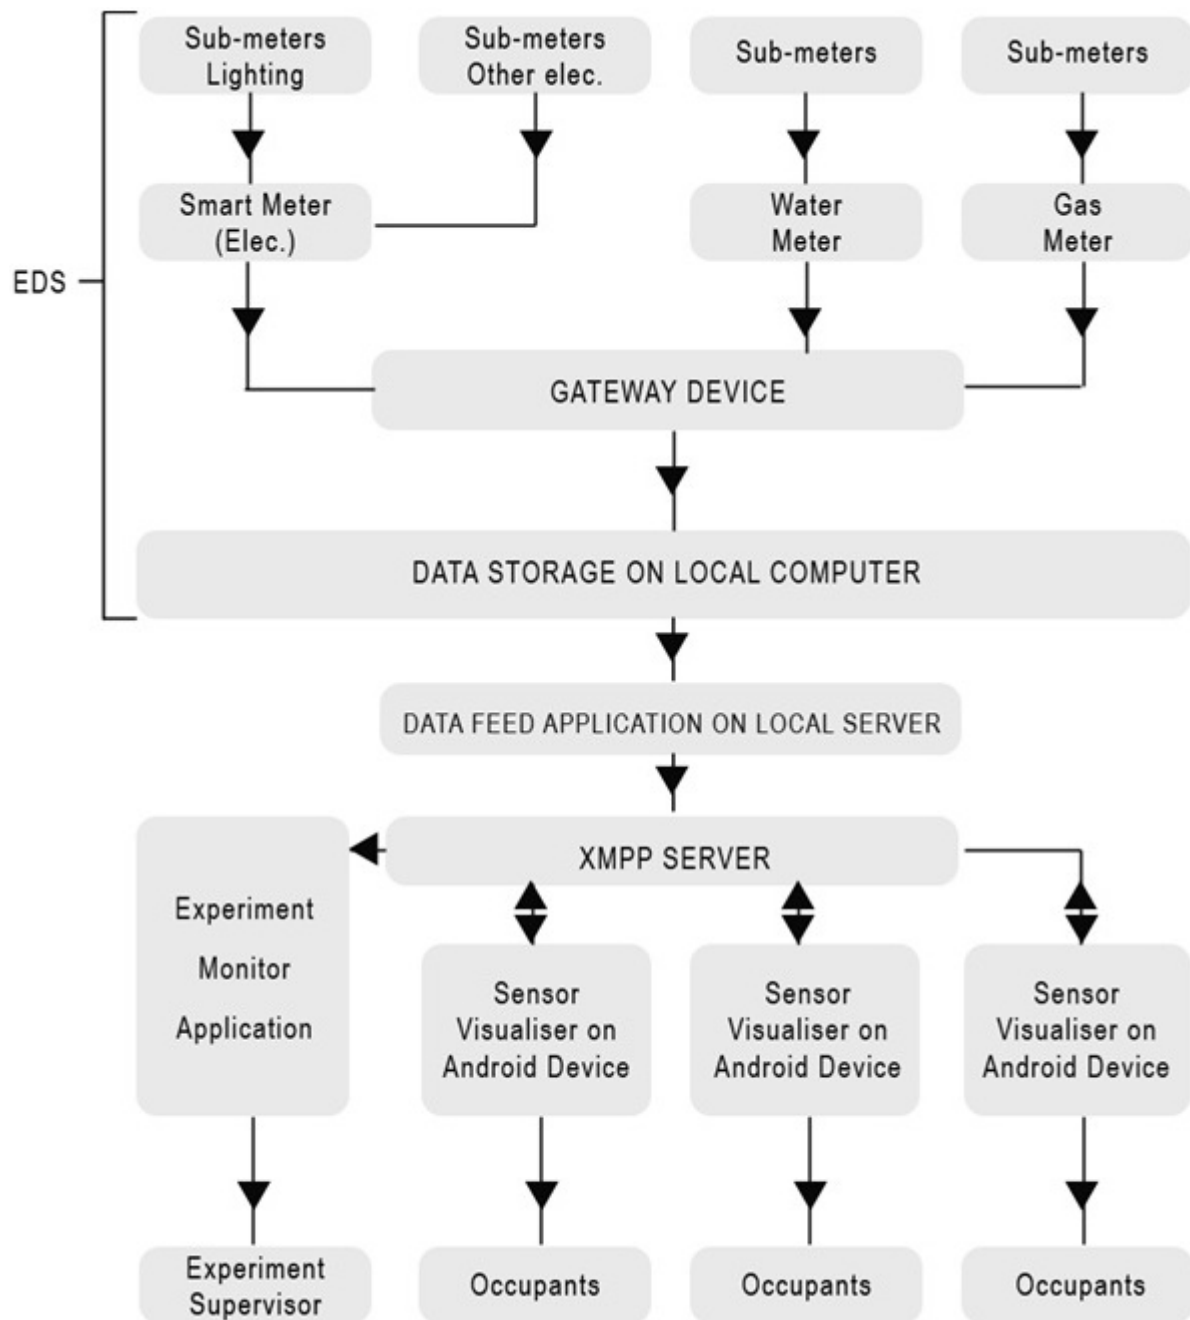 Sub-meters
Lighting
Sub-meters
Other elec.
Sub-meters
Sub-meters
Smart Meter
(Elec.)
Water
Meter
Gas
Meter
EDS
GATEWAY DEVICE
DATA STORAGE ON LOCAL COMPUTER
DATA FEED APPLICATION ON LOCAL SERVER
XMPP SERVER
Experiment
Monitor
Application
Sensor
Visualiser on
Android Device
Sensor
Visualiser on
Android Device
Sensor
Visualiser on
Android Device
Experiment
Supervisor
Occupants
Occupants
Occupants